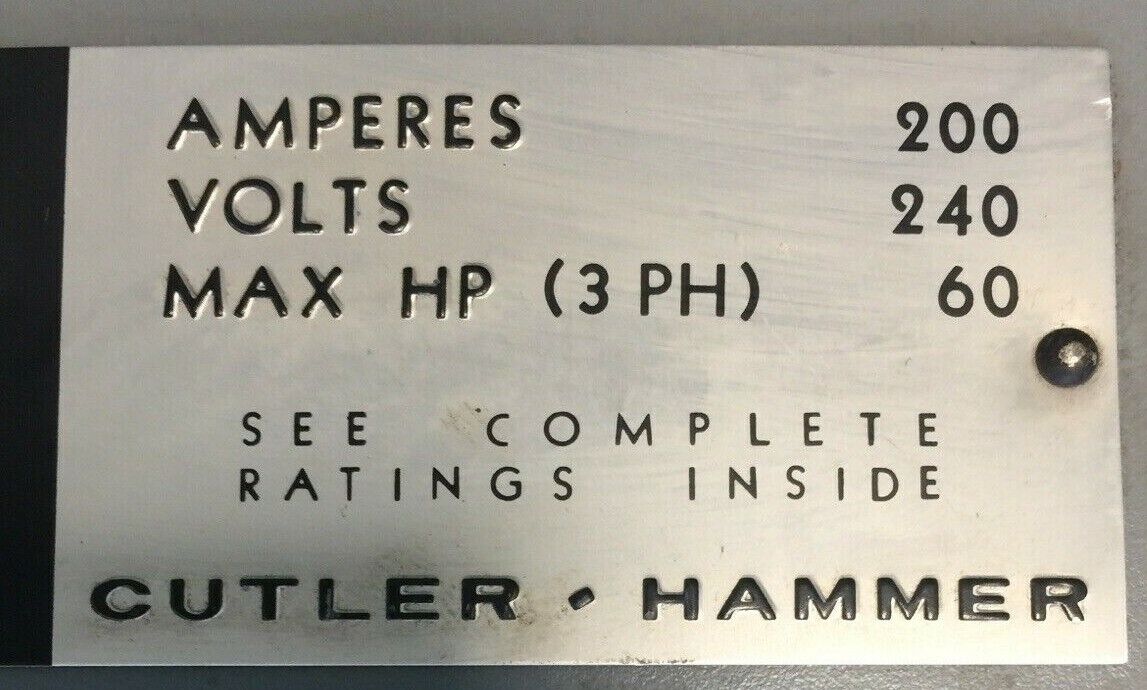 AMPERES 200
VOLTS 240
MAX HP (3 PH) 60
SEE COMPLETE
RATINGS INSIDE
CUTLER · HAMMER